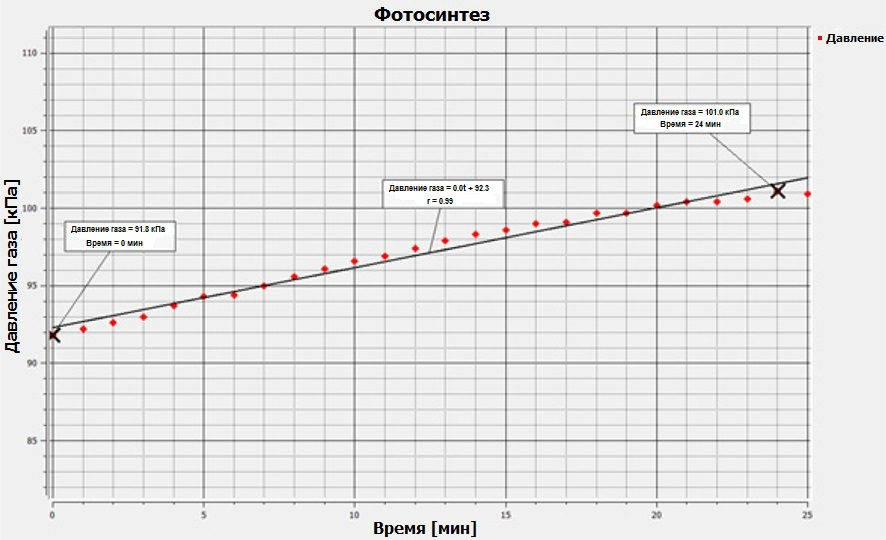 Фотосинтез
Давление
110
105
100
95
90
85
Давление газа [кПа]
Давление газа = 101.0 кПа
Время = 24 мин
Давление газа = 0.0t + 92.3
r = 0.99
Давление газа = 91.8 кПа
Время = 0 мин
0 5 10 15 20 25
Время [мин]